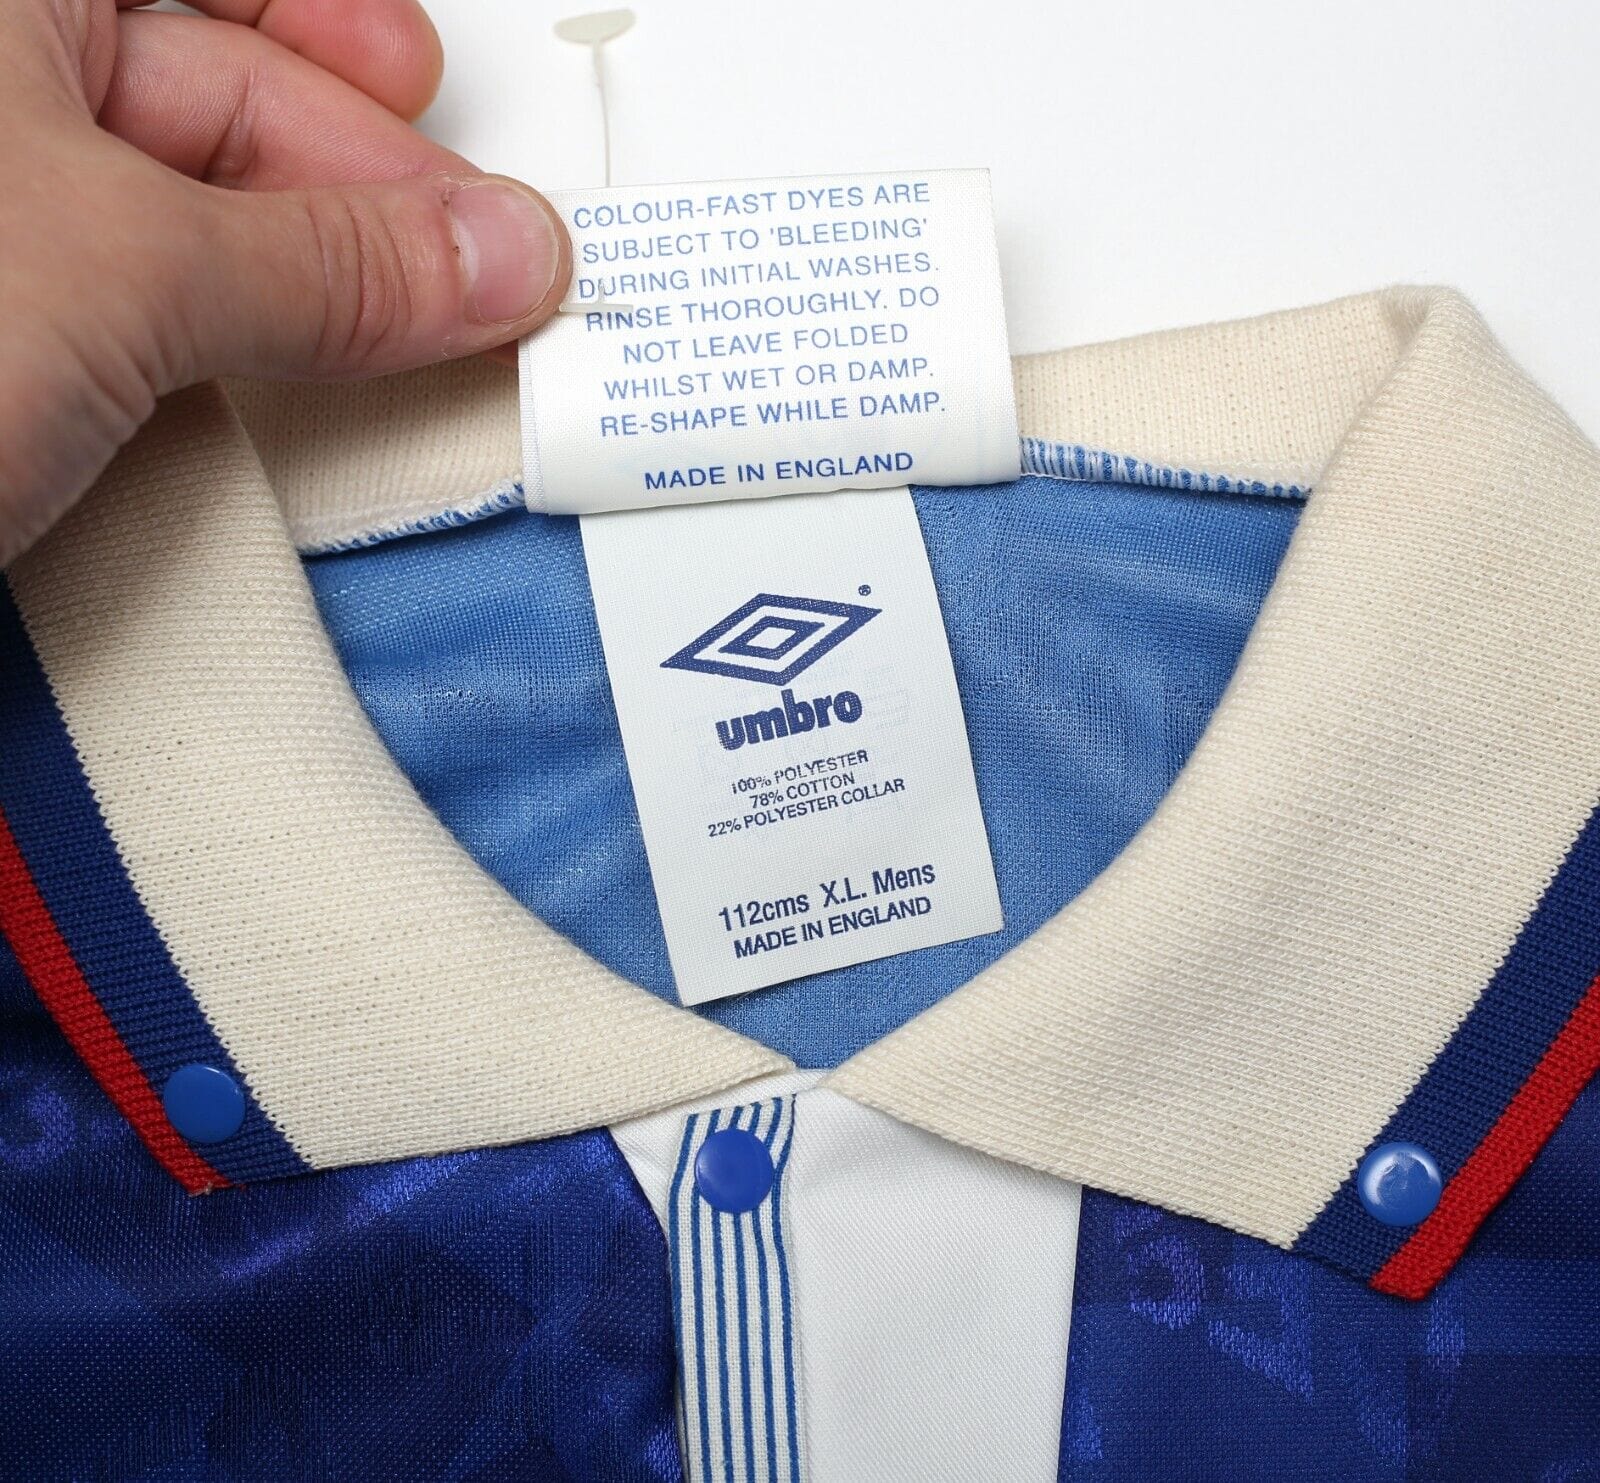 COLOUR-FAST DYES ARE
SUBJECT TO 'BLEEDING'
DURING INITIAL WASHES.
RINSE THOROUGHLY. DO
NOT LEAVE FOLDED
WHILST WET OR DAMP.
RE-SHAPE WHILE DAMP.
MADE IN ENGLAND
®
umbro
100% POLYESTER
78% COTTON
22% POLYESTER COLLAR
112cms X.L. Mens
MADE IN ENGLAND